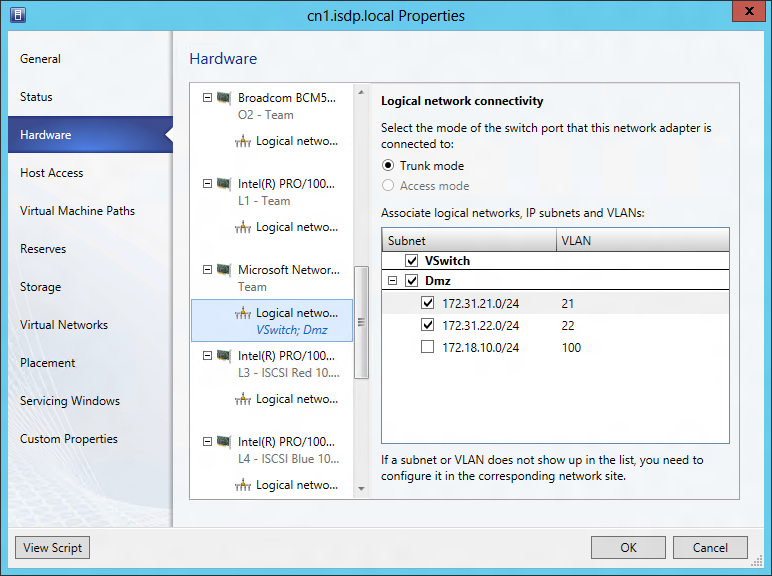 cn1.isdp.local Properties
General
Status
Hardware
Host Access
Virtual Machine Paths
Reserves
Storage
Virtual Networks
Placement
Servicing Windows
Custom Properties
Hardware
Broadcom BCM5...
O2 - Team
Logical netwo...
Intel(R) PRO/100...
L1 - Team
Logical netwo...
Microsoft Networ...
Team
Logical netwo...
VSwitch; Dmz
Intel(R) PRO/100...
L3 - ISCSI Red 10....
Logical netwo...
Intel(R) PRO/100...
L4 - ISCSI Blue 10...
Logical netwo...
Logical network connectivity
Select the mode of the switch port that this network adapter is
connected to:
Trunk mode
Access mode
Associate logical networks, IP subnets and VLANs:
Subnet VLAN
VSwitch
Dmz
172.31.21.0/24 21
172.31.22.0/24 22
172.18.10.0/24 100
If a subnet or VLAN does not show up in the list, you need to
configure it in the corresponding network site.
View Script
OK
Cancel